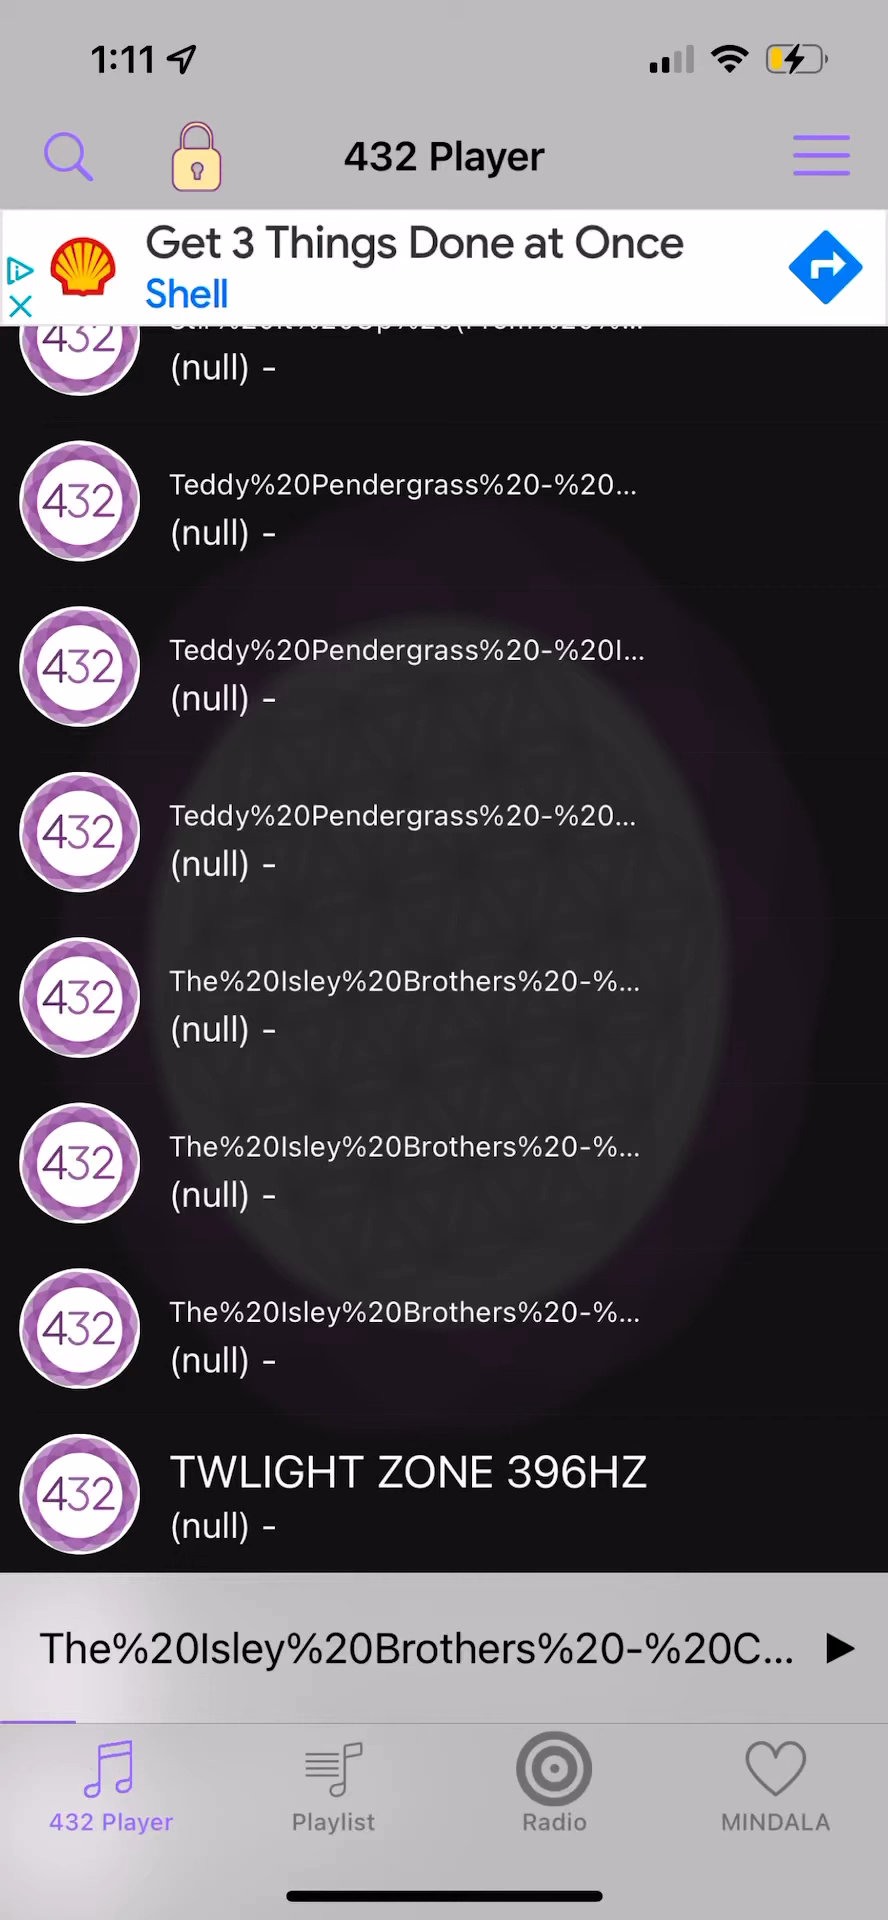 1:11
432 Player
Get 3 Things Done at Once
Shell
432
(null) -
432
Teddy%20Pendergrass%20-%20...
(null) -
432
Teddy%20Pendergrass%20-%20I...
(null) -
432
Teddy%20Pendergrass%20-%20...
(null) -
432
The%20Isley%20Brothers%20-%...
(null) -
432
The%20Isley%20Brothers%20-%...
(null) -
432
The%20Isley%20Brothers%20-%...
(null) -
432
TWLIGHT ZONE 396HZ
(null) -
The%20Isley%20Brothers%20-%20C...
432 Player
Playlist
Radio
MINDALA